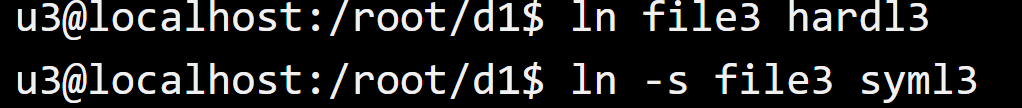 u3@localhost:/root/d1$ ln file3 hardl3
u3@localhost:/root/d1$ ln -s file3 syml3